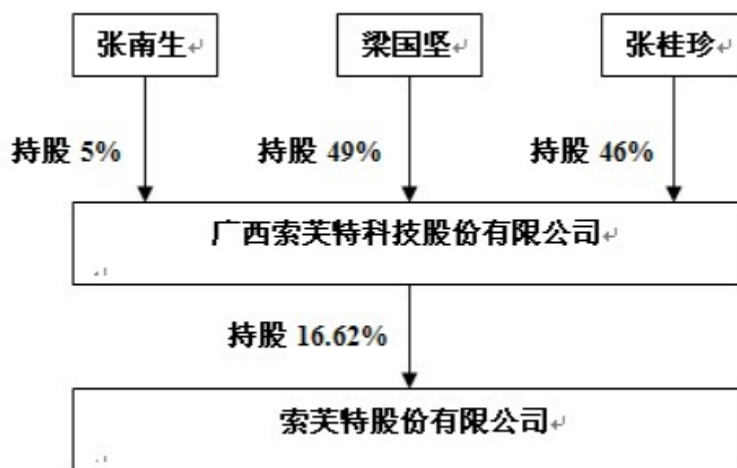 张南生 梁国坚 张桂珍
持股 5% 持股 49% 持股 46%
广西索芙特科技股份有限公司
持股 16.62%
索芙特股份有限公司